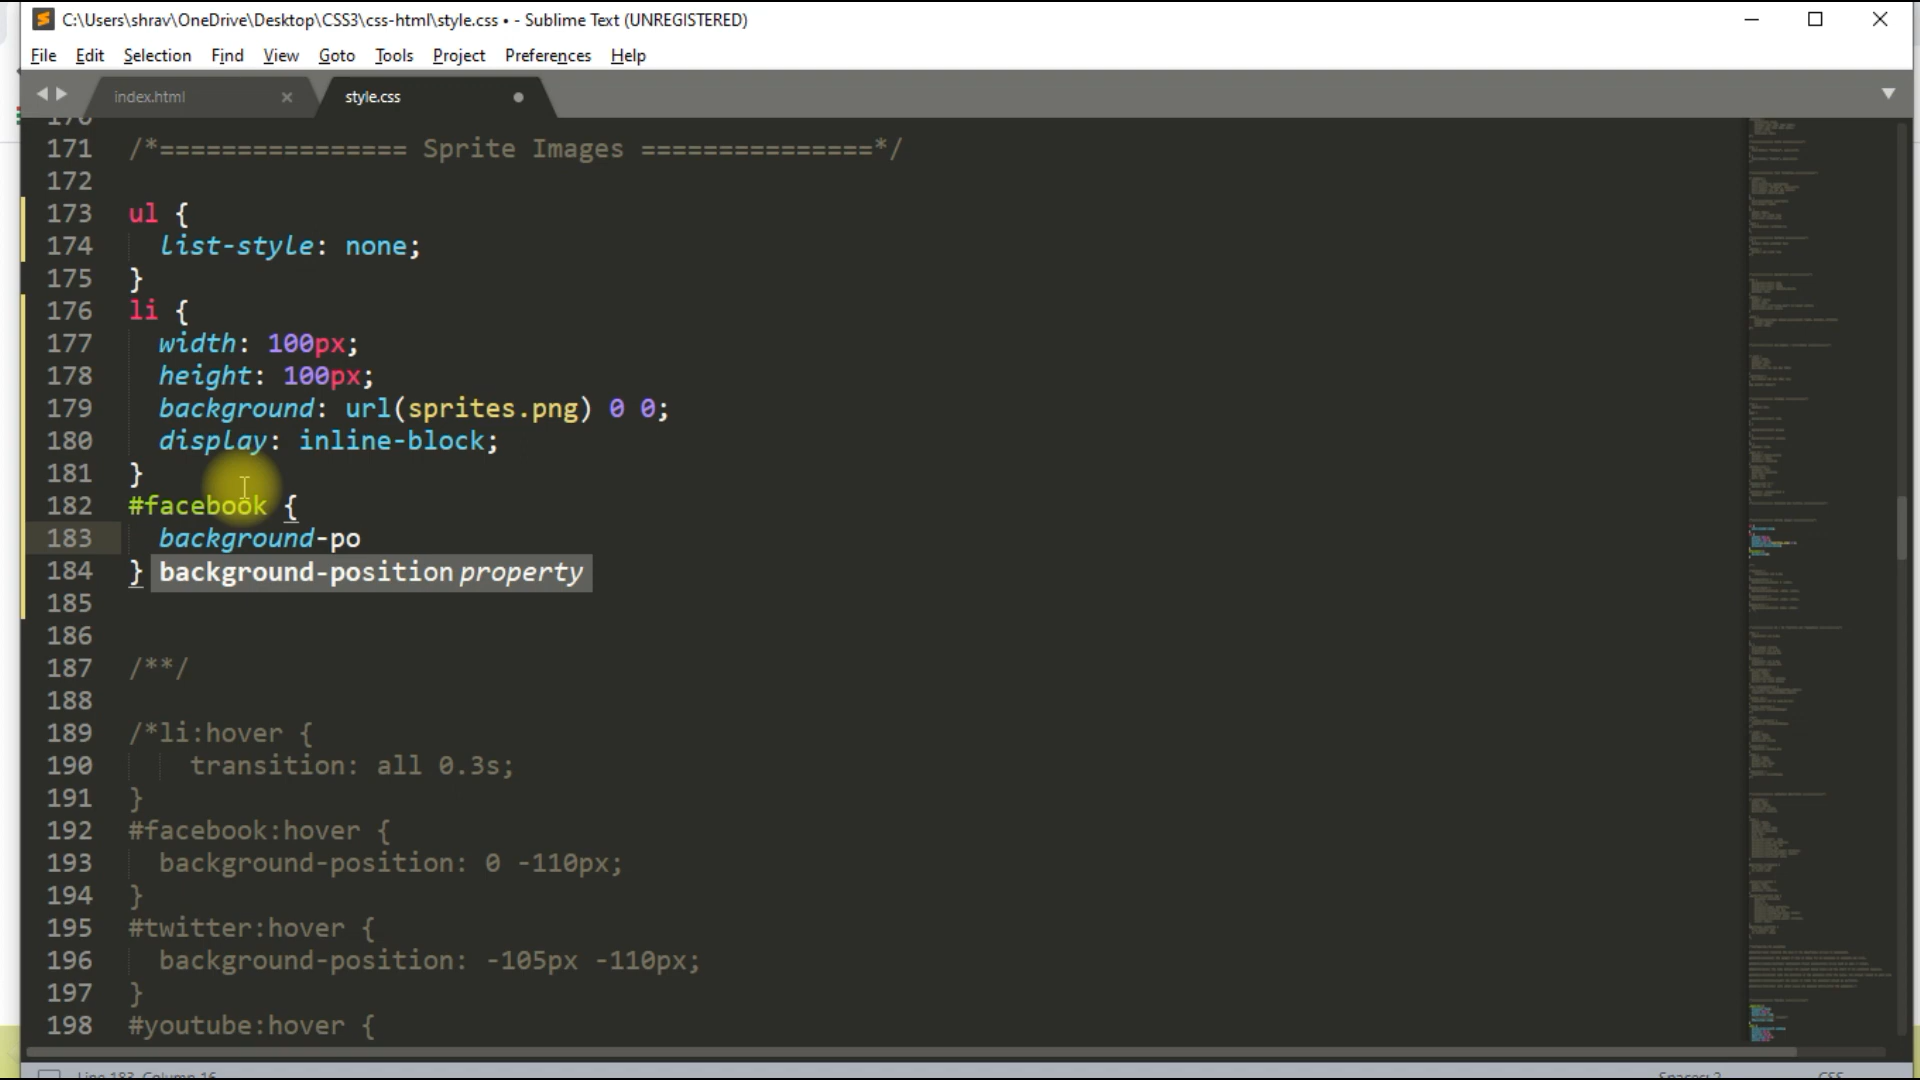 C:\Users\shrav\OneDrive\Desktop\CSS3\css-html\style.css • - Sublime Text (UNREGISTERED)
File Edit Selection Find View Goto Tools Project Preferences Help
index.html style.css
170
171 /*================ Sprite Images ===============*/
172
173 ul {
174 list-style: none;
175 }
176 li {
177 width: 100px;
178 height: 100px;
179 background: url(sprites.png) 0 0;
180 display: inline-block;
181 }
182 #facebook {
183 background-po
184 } background-position property
185
186
187 /**/
188
189 /*li:hover {
190 transition: all 0.3s;
191 }
192 #facebook:hover {
193 background-position: 0 -110px;
194 }
195 #twitter:hover {
196 background-position: -105px -110px;
197 }
198 #youtube:hover {
Line 183, Column 16 Spaces: 2 CSS